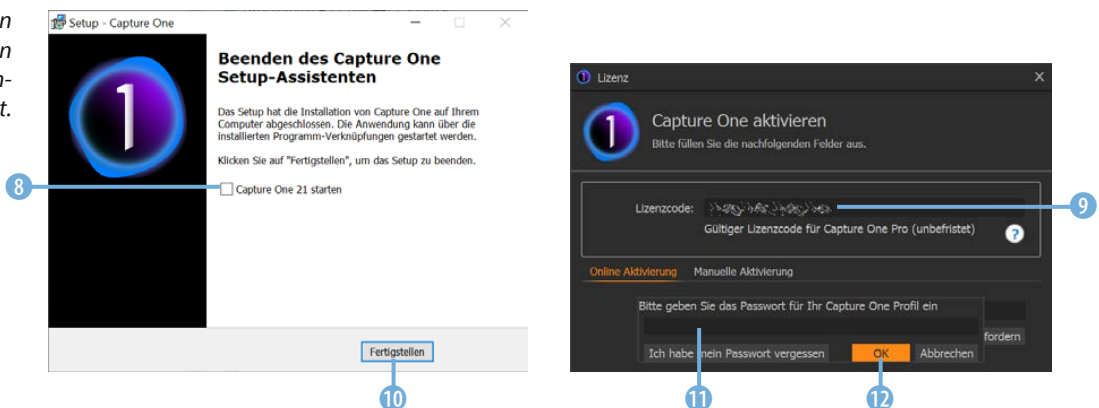 n
n
n-
t.
Setup - Capture One
Beenden des Capture One
Setup-Assistenten
Das Setup hat die Installation von Capture One auf Ihrem
Computer abgeschlossen. Die Anwendung kann über die
installierten Programm-Verknüpfungen gestartet werden.
Klicken Sie auf "Fertigstellen", um das Setup zu beenden.
8
Capture One 21 starten
Fertigstellen
10
Lizenz
Capture One aktivieren
Bitte füllen Sie die nachfolgenden Felder aus.
Lizenzcode:
9
Gültiger Lizenzcode für Capture One Pro (unbefristet)
?
Online Aktivierung Manuelle Aktivierung
Bitte geben Sie das Passwort für Ihr Capture One Profil ein
fordern
Ich habe mein Passwort vergessen OK Abbrechen
11 12